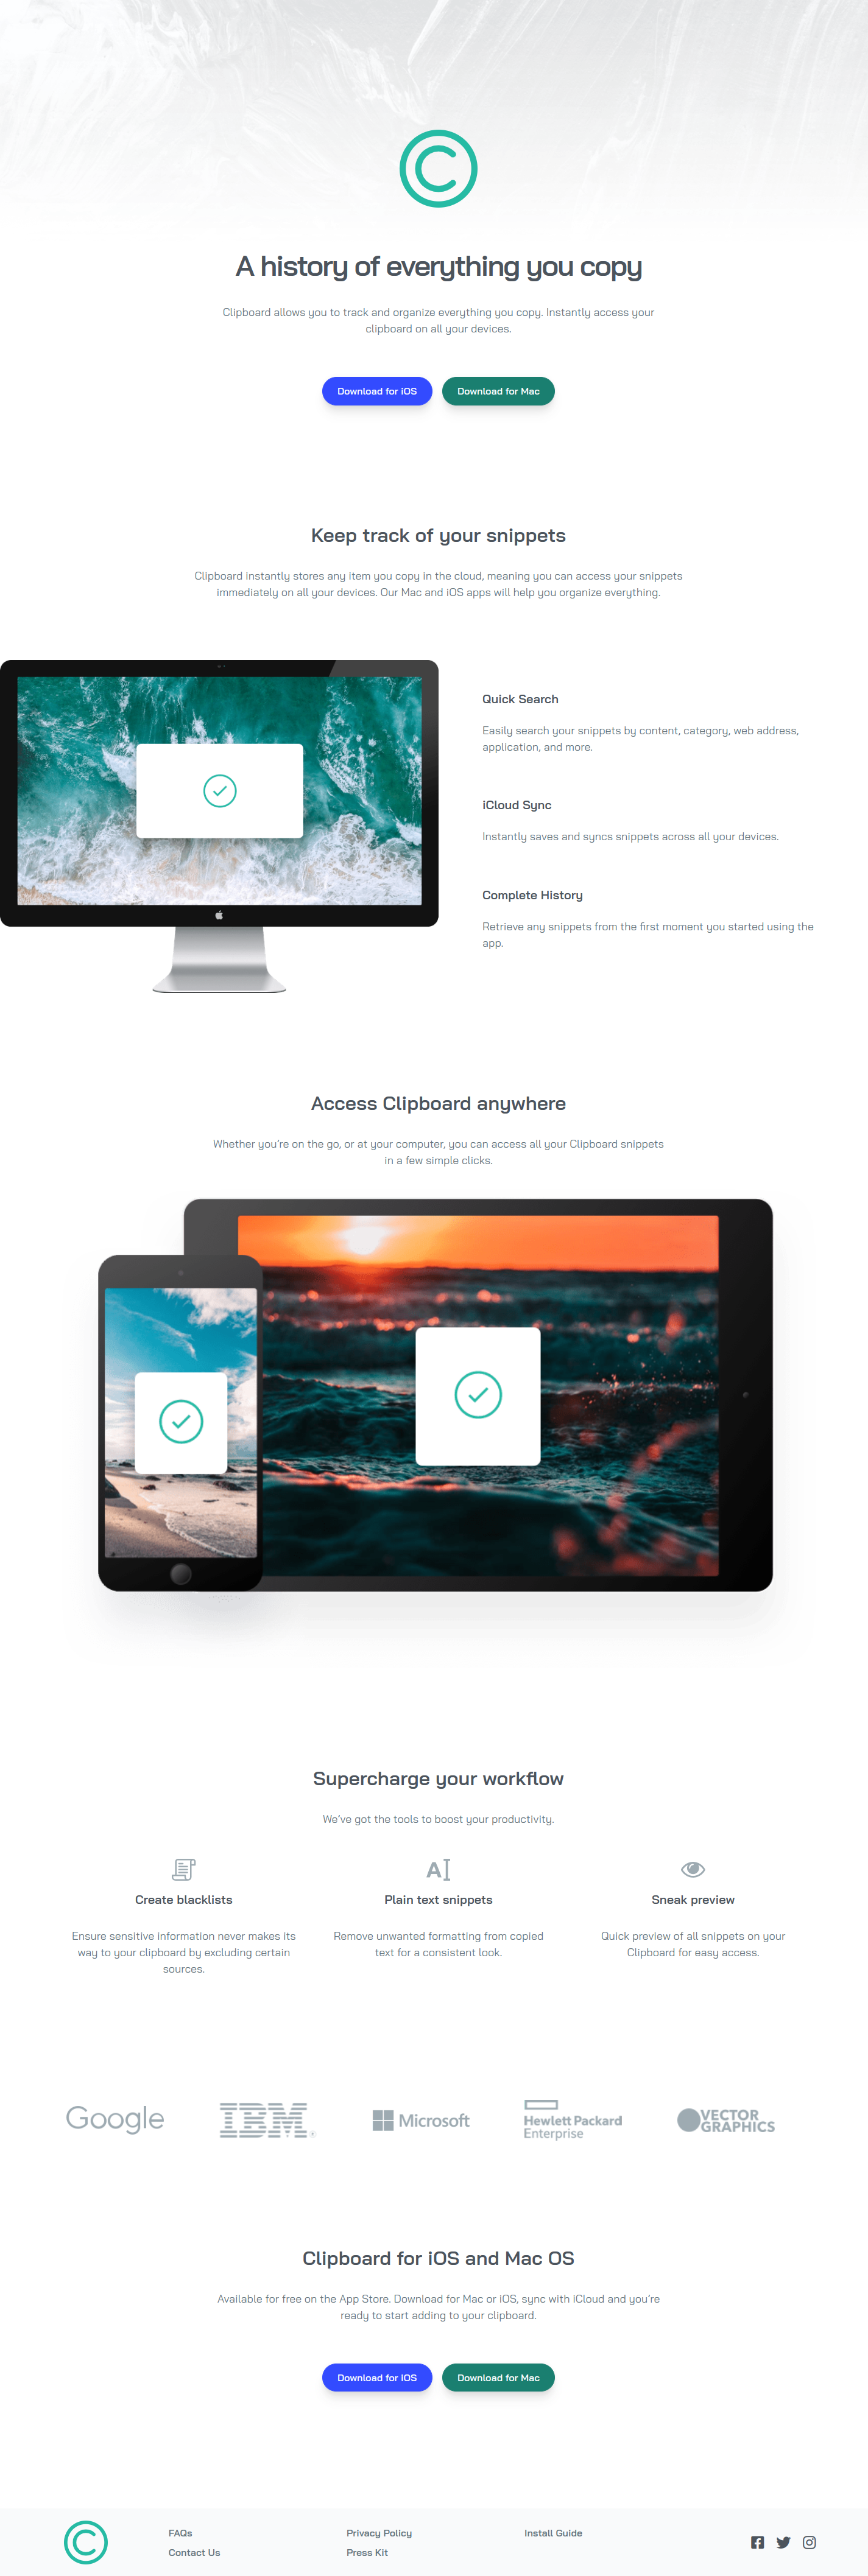 A history of everything you copy
Clipboard allows you to track and organize everything you copy. Instantly access your
clipboard on all your devices.
Download for iOS
Download for Mac
Keep track of your snippets
Clipboard instantly stores any item you copy in the cloud, meaning you can access your snippets
immediately on all your devices. Our Mac and iOS apps will help you organize everything.
Quick Search
Easily search your snippets by content, category, web address,
application, and more.
iCloud Sync
Instantly saves and syncs snippets across all your devices.
Complete History
Retrieve any snippets from the first moment you started using the
app.
Access Clipboard anywhere
Whether you’re on the go, or at your computer, you can access all your Clipboard snippets
in a few simple clicks.
Supercharge your workflow
We’ve got the tools to boost your productivity.
Create blacklists
Ensure sensitive information never makes its
way to your clipboard by excluding certain
sources.
Plain text snippets
Remove unwanted formatting from copied
text for a consistent look.
Sneak preview
Quick preview of all snippets on your
Clipboard for easy access.
Google
IBM
Microsoft
Hewlett Packard
Enterprise
VECTOR
GRAPHICS
Clipboard for iOS and Mac OS
Available for free on the App Store. Download for Mac or iOS, sync with iCloud and you’re
ready to start adding to your clipboard.
Download for iOS
Download for Mac
FAQs
Contact Us
Privacy Policy
Press Kit
Install Guide